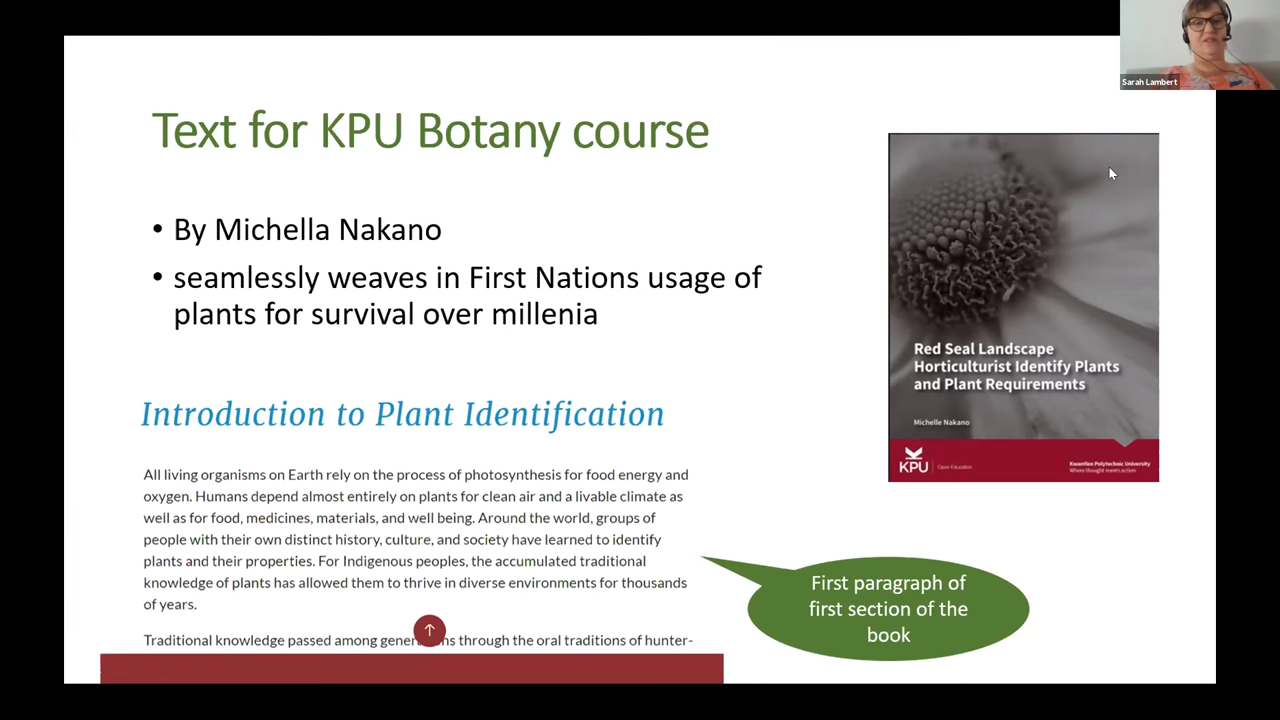 Sarah Lambert
Text for KPU Botany course
• By Michella Nakano
• seamlessly weaves in First Nations usage of
plants for survival over millenia
Red Seal Landscape
Horticulturist Identify Plants
and Plant Requirements
Michelle Nakano
KPU
Open Education
Kwantlen Polytechnic University
Where thought meets action
Introduction to Plant Identification
All living organisms on Earth rely on the process of photosynthesis for food energy and
oxygen. Humans depend almost entirely on plants for clean air and a livable climate as
well as for food, medicines, materials, and well being. Around the world, groups of
people with their own distinct history, culture, and society have learned to identify
plants and their properties. For Indigenous peoples, the accumulated traditional
knowledge of plants has allowed them to thrive in diverse environments for thousands
of years.
Traditional knowledge passed among gener ns through the oral traditions of hunter-
First paragraph of
first section of the
book